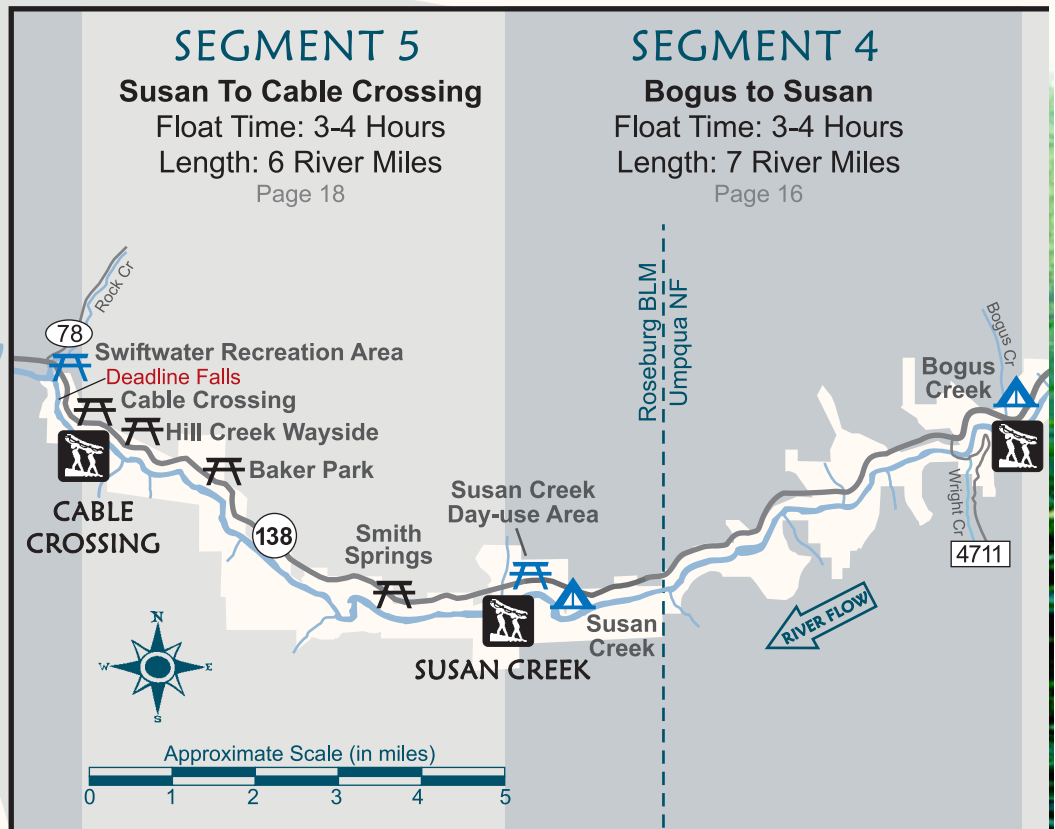 SEGMENT 5
Susan To Cable Crossing
Float Time: 3-4 Hours
Length: 6 River Miles
Page 18
SEGMENT 4
Bogus to Susan
Float Time: 3-4 Hours
Length: 7 River Miles
Page 16
Rock Cr
78
Swiftwater Recreation Area
Deadline Falls
Cable Crossing
Hill Creek Wayside
Baker Park
CABLE
CROSSING
138
Smith
Springs
Susan Creek
Day-use Area
SUSAN CREEK
Susan
Creek
Roseburg BLM
Umpqua NF
Bogus Cr
Bogus
Creek
Wright Cr
4711
RIVER FLOW
N
W
E
S
Approximate Scale (in miles)
0 1 2 3 4 5